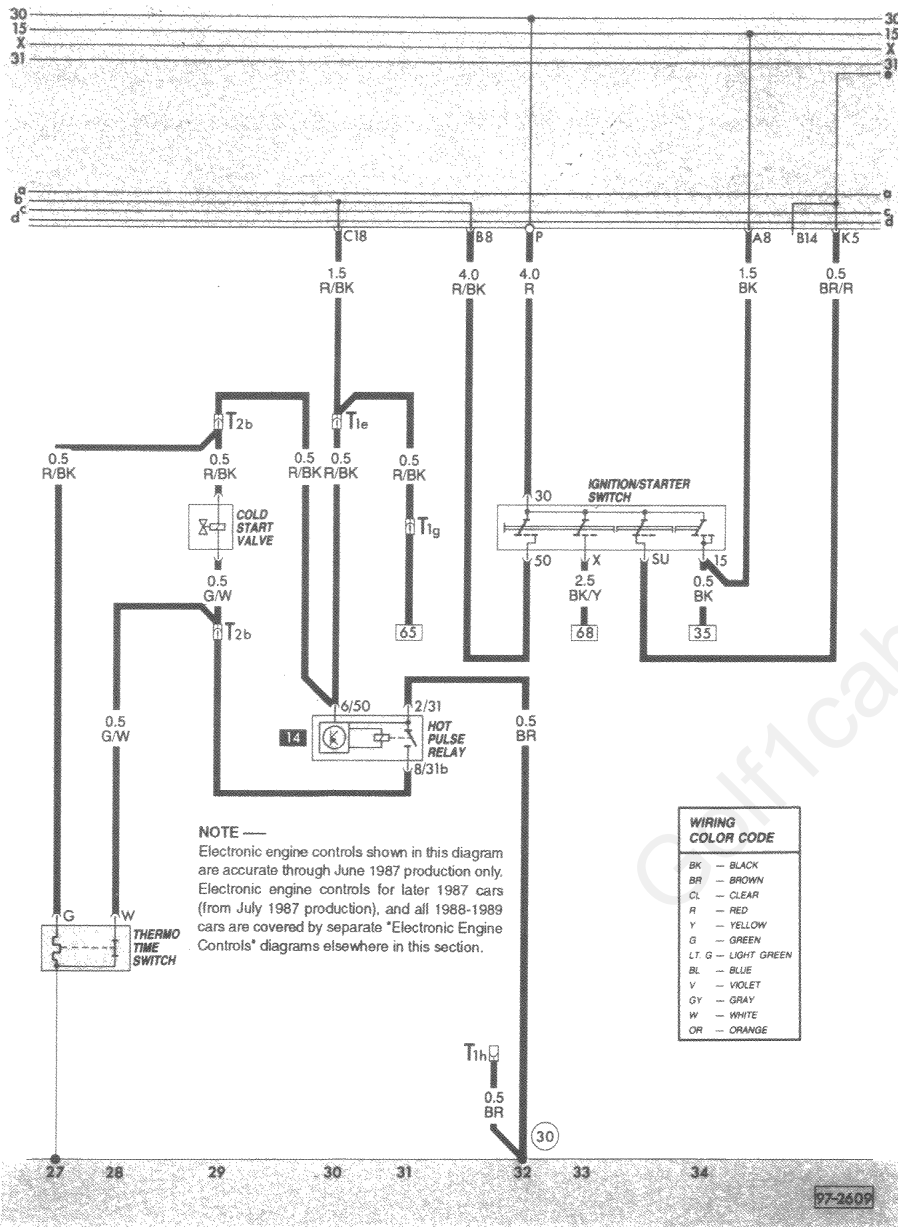 30 30
15 15
X X
31 31
e
a a
b
c c
d d
C18 B8 P A8 B14 K5
1.5 R/BK
4.0 R/BK
4.0 R
1.5 BK
0.5 BR/R
T2b T1e
0.5 R/BK
0.5 R/BK
0.5 R/BK
0.5 R/BK
0.5 R/BK
IGNITION/STARTER
SWITCH
30
COLD
START
VALVE
T1g
50 X SU 15
0.5 G/W
2.5 BK/Y
0.5 BK
T2b
65 68 35
6/50 2/31
0.5 G/W
14
HOT
PULSE
RELAY
0.5 BR
8/31b
NOTE —
Electronic engine controls shown in this diagram
are accurate through June 1987 production only.
Electronic engine controls for later 1987 cars
(from July 1987 production), and all 1988-1989
cars are covered by separate "Electronic Engine
Controls" diagrams elsewhere in this section.
WIRING
COLOR CODE
BK — BLACK
BR — BROWN
CL — CLEAR
R — RED
Y — YELLOW
G — GREEN
LT. G — LIGHT GREEN
BL — BLUE
V — VIOLET
GY — GRAY
W — WHITE
OR — ORANGE
G W
THERMO
TIME
SWITCH
T1h
0.5 BR
30
27 28 29 30 31 32 33 34
97-2609